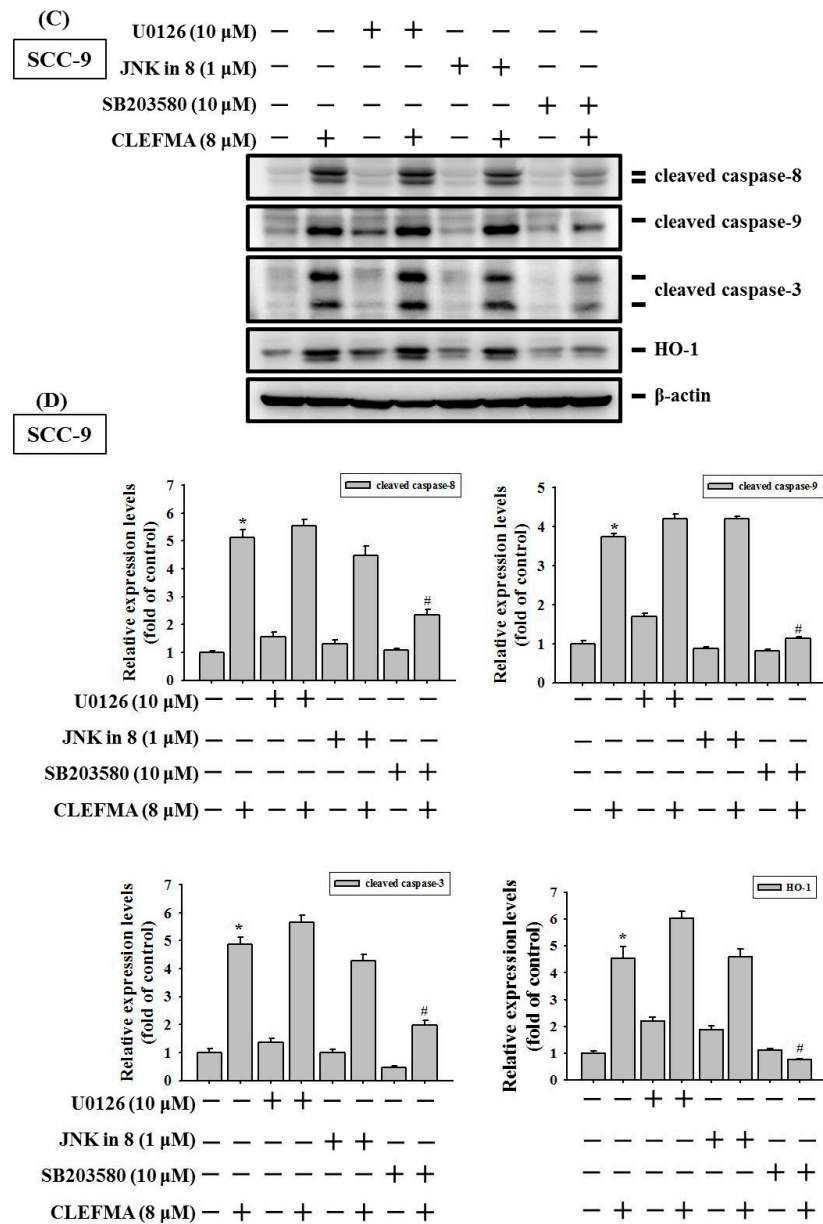 (C)
SCC-9
U0126 (10 μM) − − + + − − − −
JNK in 8 (1 μM) − − − − + + − −
SB203580 (10 μM) − − − − − − + +
CLEFMA (8 μM) − + − + − + − +
cleaved caspase-8
cleaved caspase-9
cleaved caspase-3
HO-1
β-actin
(D)
SCC-9
Relative expression levels
(fold of control)
7
6
5
4
3
2
1
0
cleaved caspase-8
* #
U0126 (10 μM) − − + + − − − −
JNK in 8 (1 μM) − − − − + + − −
SB203580 (10 μM) − − − − − − + +
CLEFMA (8 μM) − + − + − + − +
Relative expression levels
(fold of control)
5
4
3
2
1
0
cleaved caspase-9
* #
− − + + − − − −
− − − − + + − −
− − − − − − + +
− + − + − + − +
Relative expression levels
(fold of control)
7
6
5
4
3
2
1
0
cleaved caspase-3
* #
U0126 (10 μM) − − + + − − − −
JNK in 8 (1 μM) − − − − + + − −
SB203580 (10 μM) − − − − − − + +
CLEFMA (8 μM) − + − + − + − +
Relative expression levels
(fold of control)
7
6
5
4
3
2
1
0
HO-1
* #
− − + + − − − −
− − − − + + − −
− − − − − − + +
− + − + − + − +